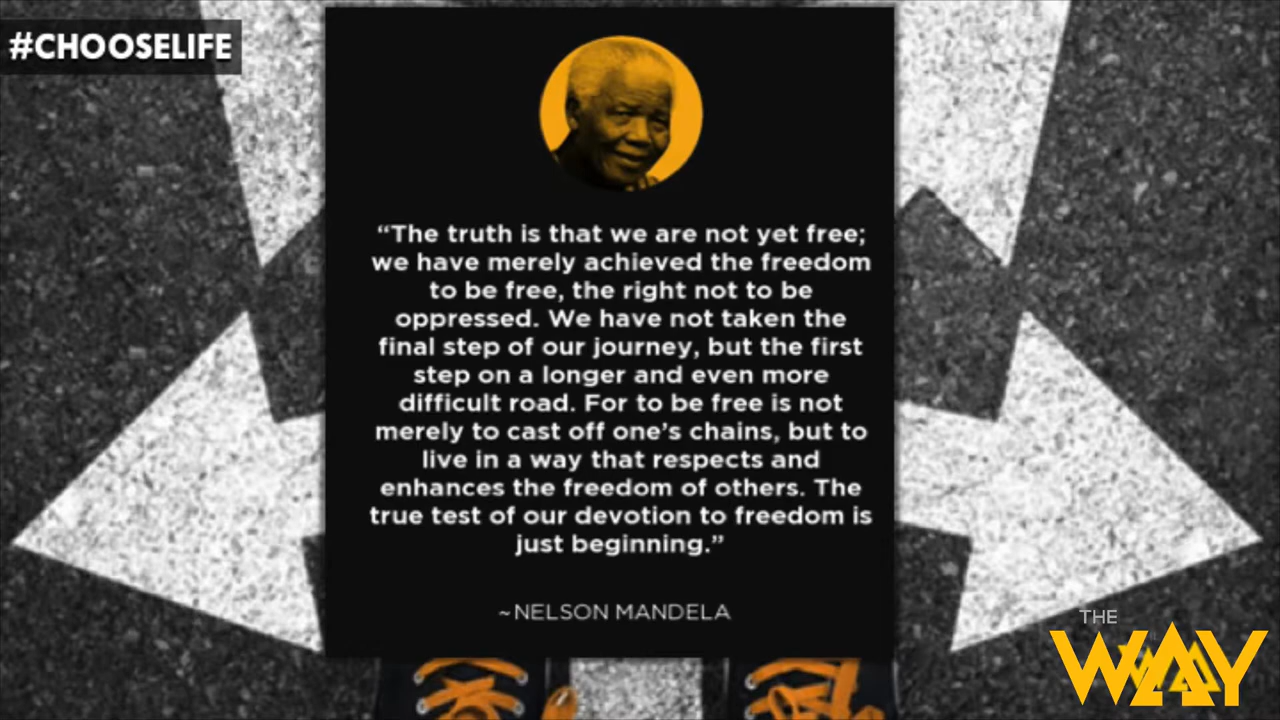 #CHOOSELIFE
“The truth is that we are not yet free;
we have merely achieved the freedom
to be free, the right not to be
oppressed. We have not taken the
final step of our journey, but the first
step on a longer and even more
difficult road. For to be free is not
merely to cast off one’s chains, but to
live in a way that respects and
enhances the freedom of others. The
true test of our devotion to freedom is
just beginning.”
~NELSON MANDELA
THE
WAY